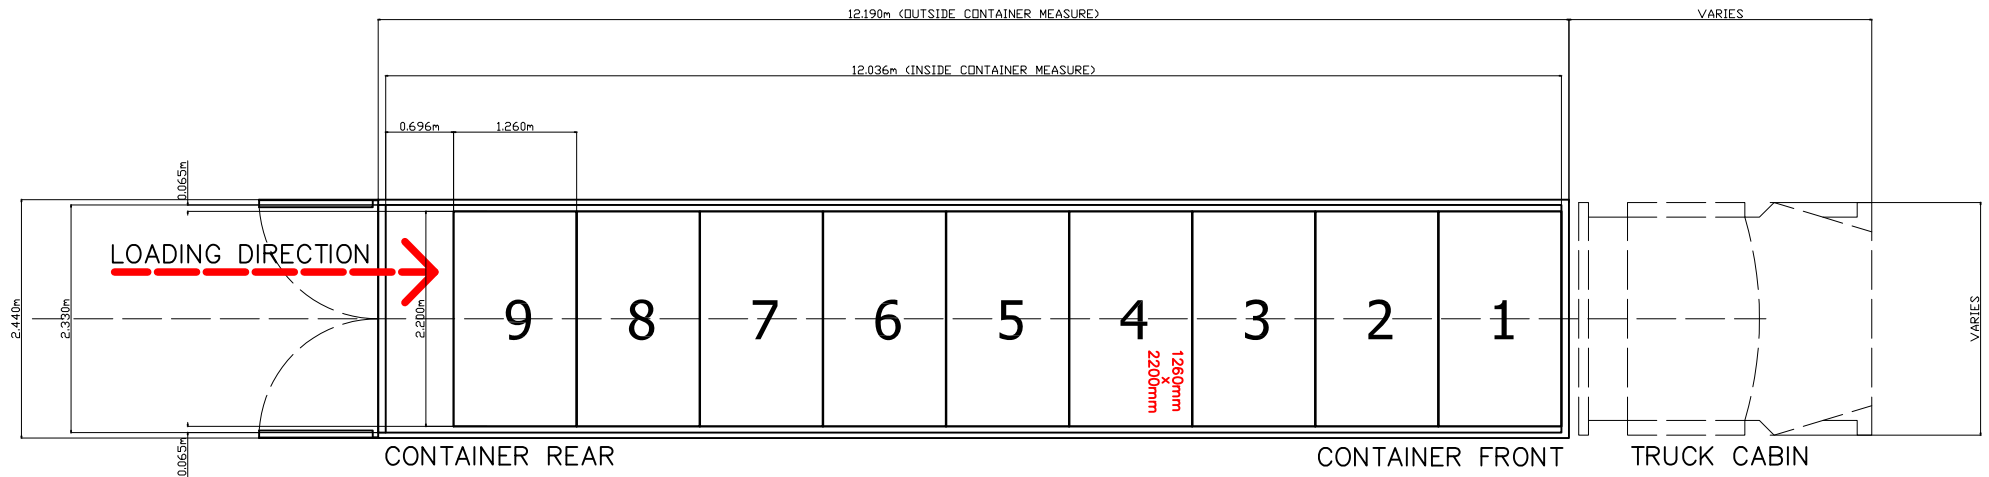 12.190m (OUTSIDE CONTAINER MEASURE)
VARIES
12.036m (INSIDE CONTAINER MEASURE)
0.696m
1.260m
0.065m
LOADING DIRECTION
2.440m
2.330m
2.200m
9
8
7
6
5
4
3
2
1
VARIES
1260mm
x
2200mm
0.065m
CONTAINER REAR
CONTAINER FRONT
TRUCK CABIN